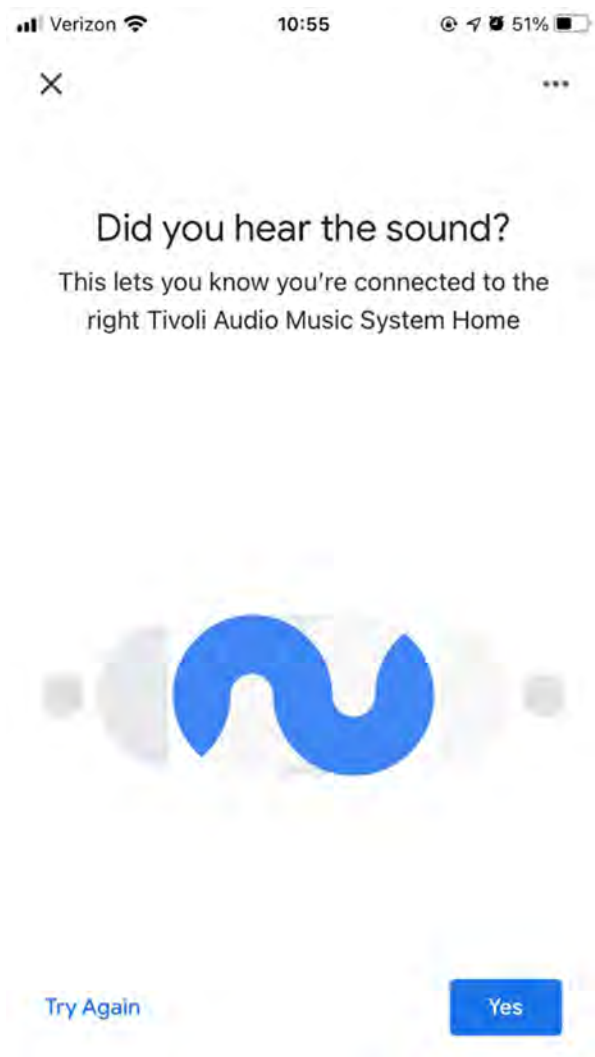 Verizon 10:55 51%
Did you hear the sound?
This lets you know you're connected to the
right Tivoli Audio Music System Home
Try Again Yes